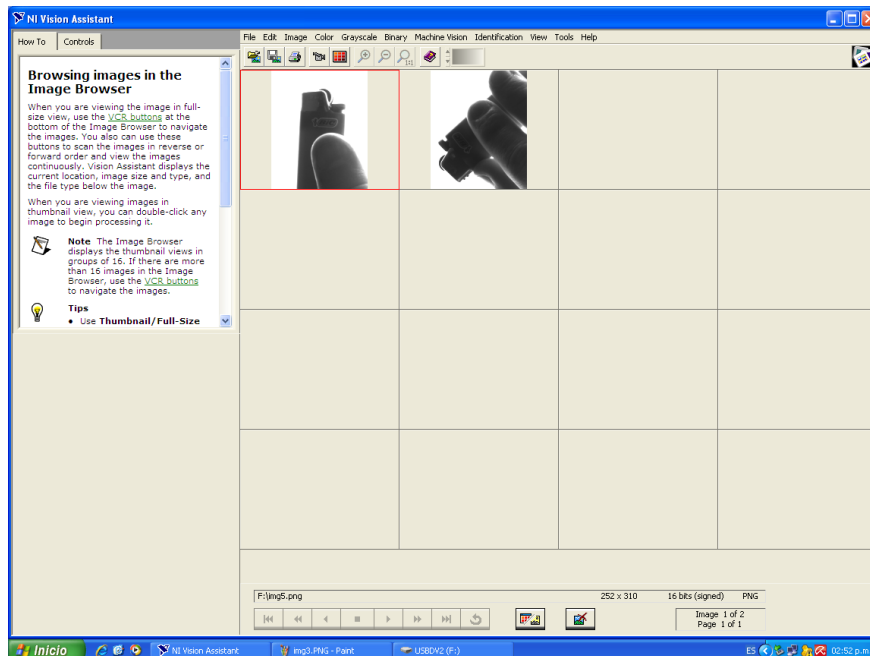 NI Vision Assistant
How To
Controls
File Edit Image Color Grayscale Binary Machine Vision Identification View Tools Help
1:1
Browsing images in the
Image Browser
When you are viewing the image in full-
size view, use the VCR buttons at the
bottom of the Image Browser to navigate
the images. You also can use these
buttons to scan the images in reverse or
forward order and view the images
continuously. Vision Assistant displays the
current location, image size and type, and
the file type below the image.
When you are viewing images in
thumbnail view, you can double-click any
image to begin processing it.
Note The Image Browser
displays the thumbnail views in
groups of 16. If there are more
than 16 images in the Image
Browser, use the VCR buttons
to navigate the images.
Tips
• Use Thumbnail/Full-Size
F:\img5.png
252 x 310
16 bits (signed)
PNG
Image 1 of 2
Page 1 of 1
Inicio
NI Vision Assistant
img3.PNG - Paint
USBDV2 (F:)
ES
02:52 p.m.